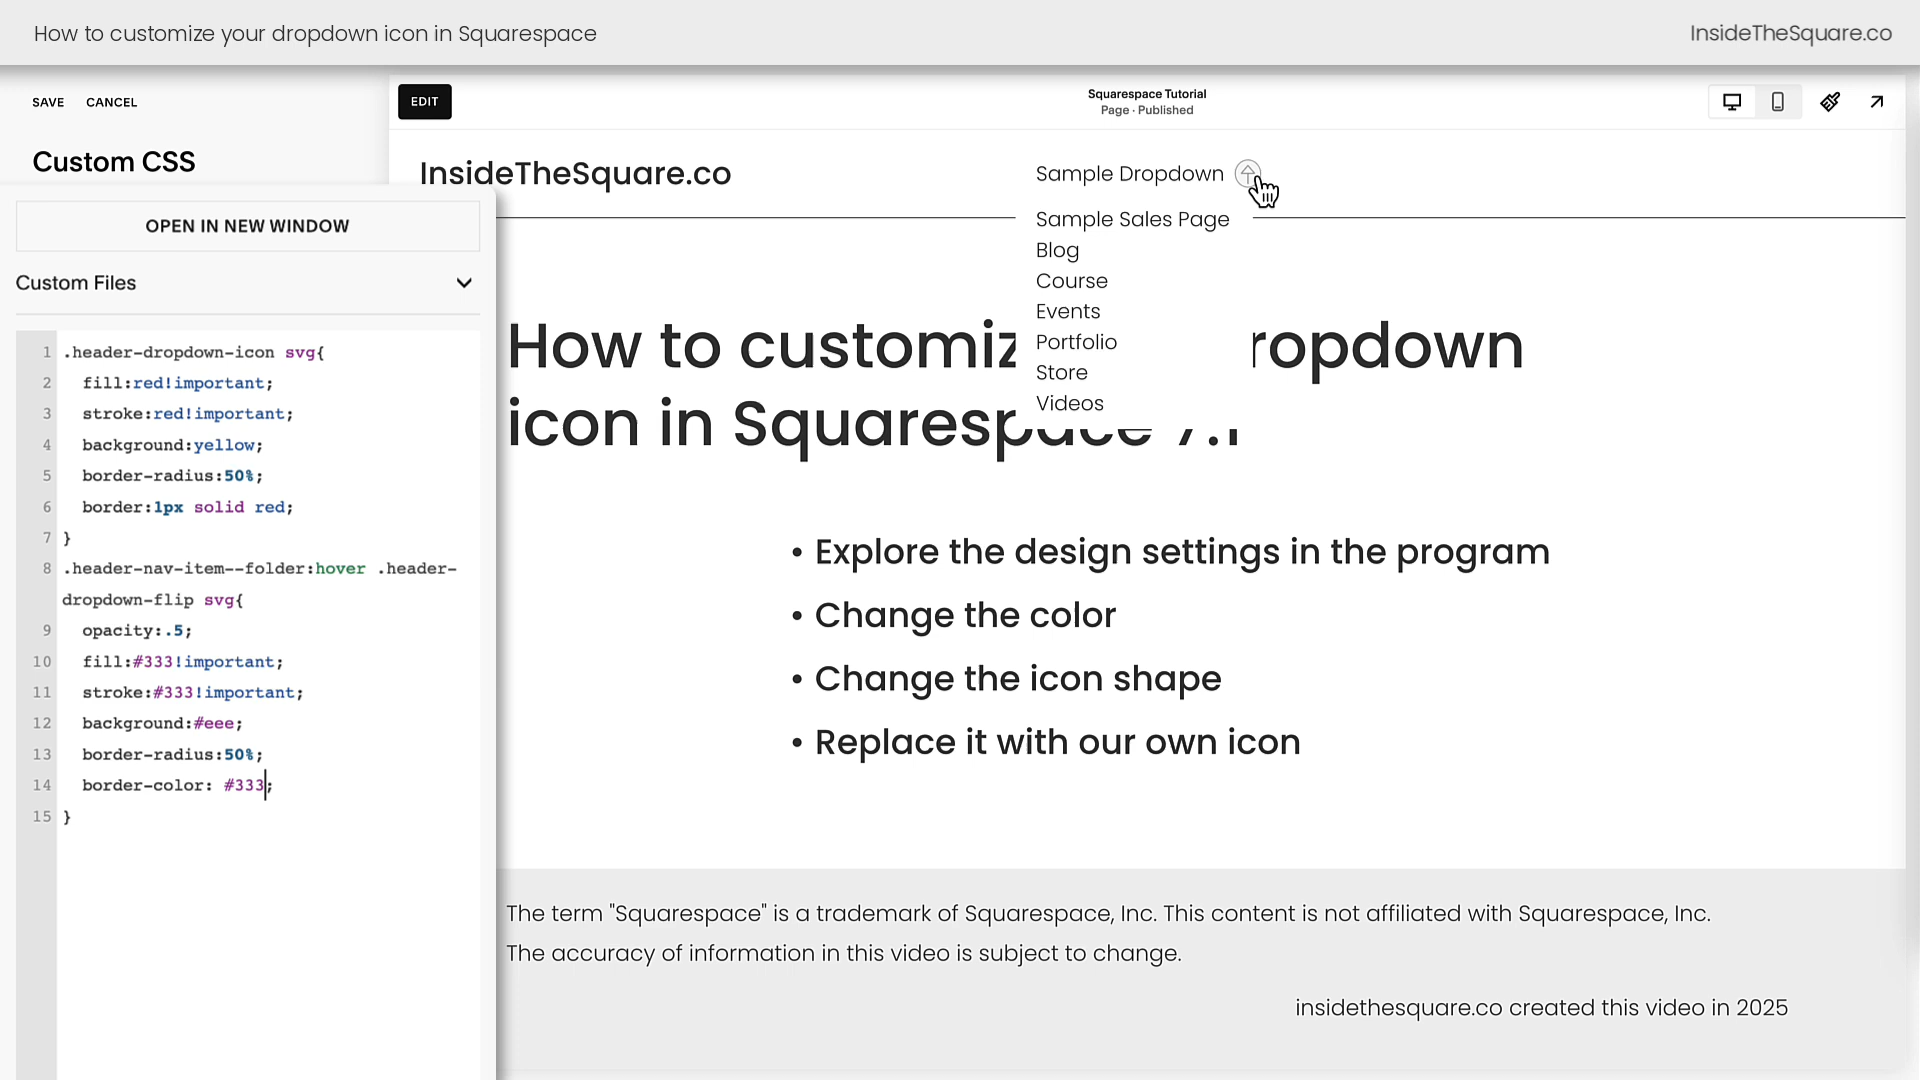 How to customize your dropdown icon in Squarespace
InsideTheSquare.co
SAVE CANCEL
EDIT
Squarespace Tutorial
Page · Published
Custom CSS
InsideTheSquare.co
Sample Dropdown
OPEN IN NEW WINDOW
Custom Files
1 .header-dropdown-icon svg{
2 fill:red!important;
3 stroke:red!important;
4 background:yellow;
5 border-radius:50%;
6 border:1px solid red;
7 }
8 .header-nav-item--folder:hover .header-
dropdown-flip svg{
9 opacity:.5;
10 fill:#333!important;
11 stroke:#333!important;
12 background:#eee;
13 border-radius:50%;
14 border-color: #333;
15 }
Sample Sales Page
Blog
Course
Events
Portfolio
Store
Videos
How to
icon in
• Explore the design settings in the program
• Change the color
• Change the icon shape
• Replace it with our own icon
The term "Squarespace" is a trademark of Squarespace, Inc. This content is not affiliated with Squarespace, Inc.
The accuracy of information in this video is subject to change.
insidethesquare.co created this video in 2025